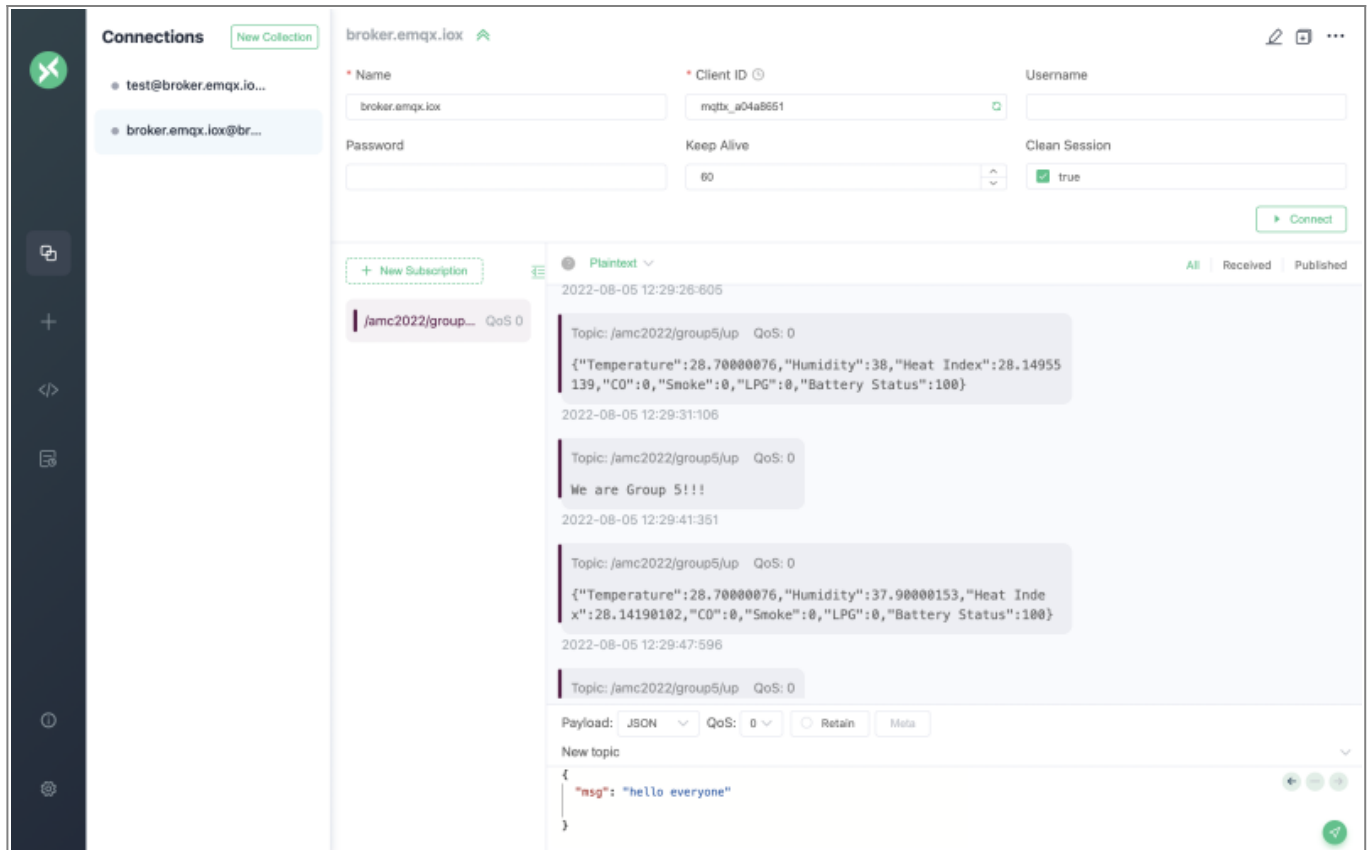 Connections
New Collection
test@broker.emqx.io...
broker.emqx.iox@br...
broker.emqx.iox
* Name
* Client ID
Username
broker.emqx.iox
mqttx_a04a8651
Password
Keep Alive
Clean Session
60
true
Connect
+ New Subscription
/amc2022/group... QoS 0
Plaintext
All
Received
Published
2022-08-05 12:29:26:605
Topic: /amc2022/group5/up QoS: 0
{"Temperature":28.70000076,"Humidity":38,"Heat Index":28.14955
139,"CO":0,"Smoke":0,"LPG":0,"Battery Status":100}
2022-08-05 12:29:31:106
Topic: /amc2022/group5/up QoS: 0
We are Group 5!!!
2022-08-05 12:29:41:351
Topic: /amc2022/group5/up QoS: 0
{"Temperature":28.70000076,"Humidity":37.90000153,"Heat Inde
x":28.14190102,"CO":0,"Smoke":0,"LPG":0,"Battery Status":100}
2022-08-05 12:29:47:596
Topic: /amc2022/group5/up QoS: 0
Payload: JSON QoS: 0 Retain Meta
New topic
{
"msg": "hello everyone"
}